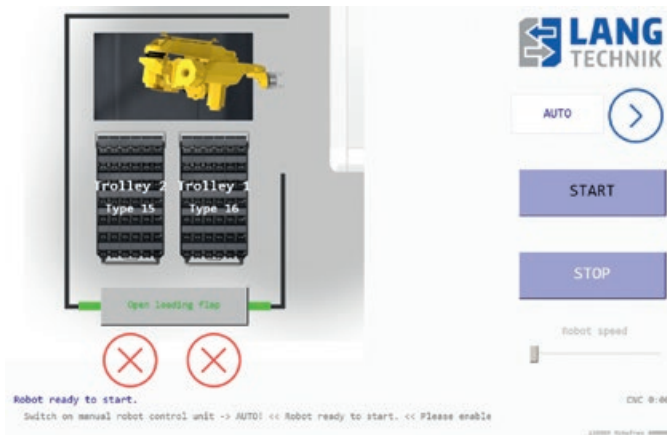 LANG
TECHNIK
AUTO
START
Trolley 2 Trolley 1
Type 15 Type 16
STOP
Open loading flap
Robot speed
Robot ready to start.
CNC
Switch on manual robot control unit -> AUTO! << Robot ready to start. << Please enable